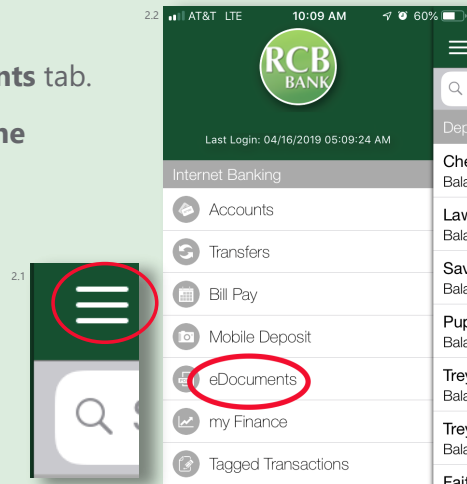 nts tab.
ne
2.1
2.2
AT&T LTE 10:09 AM 60%
RCB
BANK
Last Login: 04/16/2019 05:09:24 AM
Internet Banking
Accounts
Transfers
Bill Pay
Mobile Deposit
eDocuments
my Finance
Tagged Transactions
Dep
Che
Bala
Lav
Bala
Sav
Bala
Pup
Bala
Trey
Bala
Trey
Bala
Fait